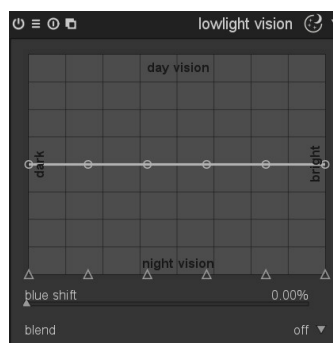 lowlight vision
day vision
dark
bright
night vision
blue shift 0.00%
blend off